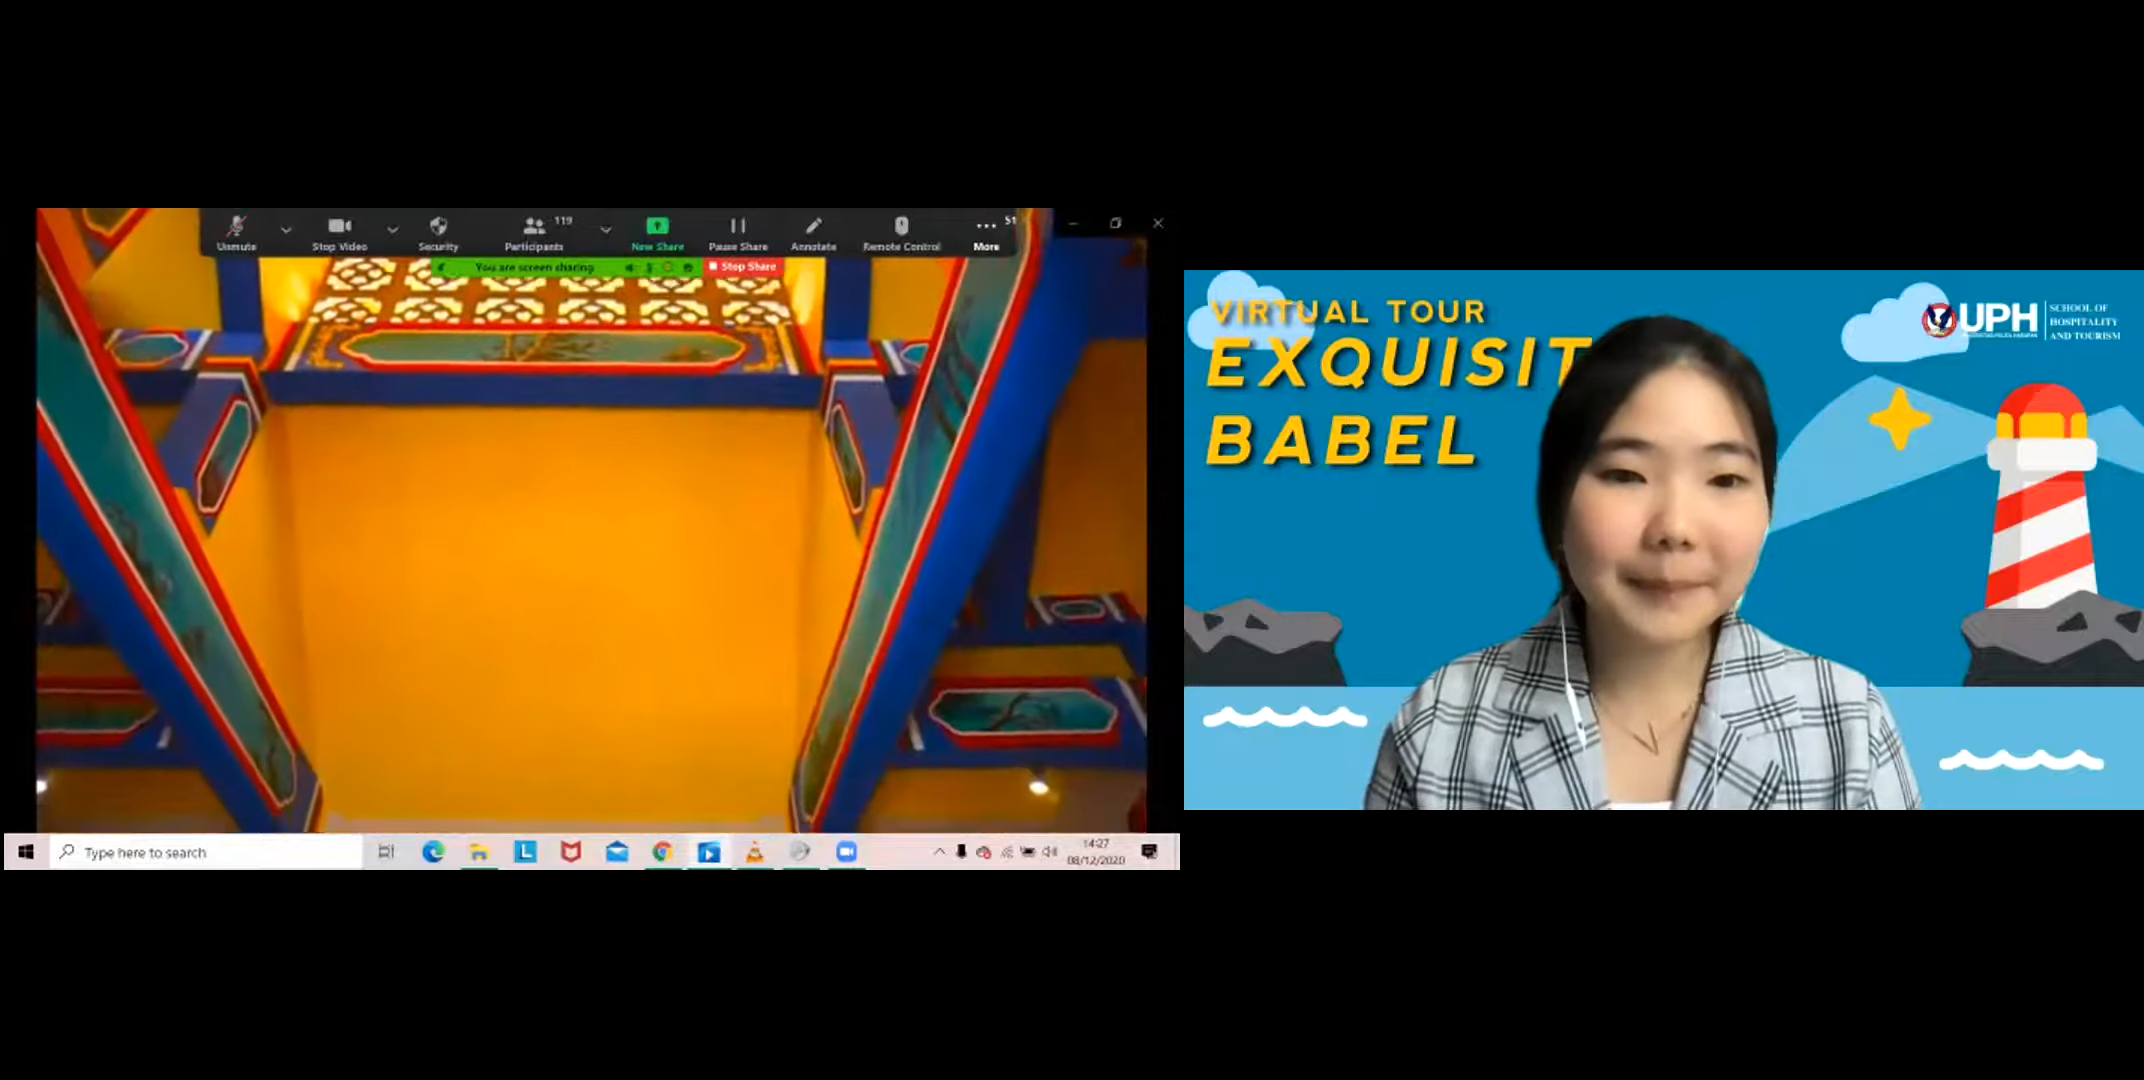 119
51
Unmute
Stop Video
Security
Participants
New Share
Pause Share
Annotate
Remote Control
More
You are screen sharing
Stop Share
Type here to search
14:27
08/12/2020
VIRTUAL TOUR
EXQUISIT
BABEL
UPH
SCHOOL OF
HOSPITALITY
AND TOURISM